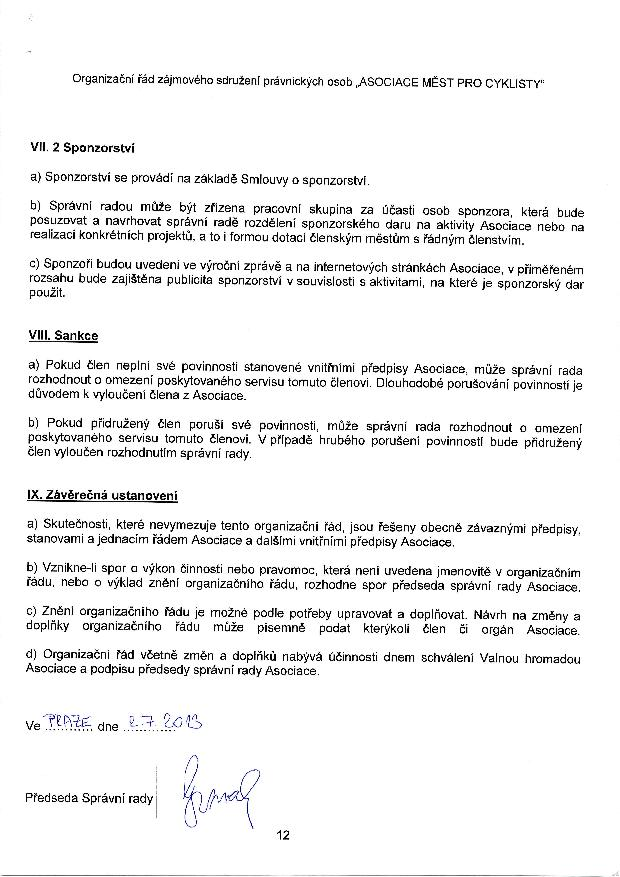 Organizační řád zájmového sdružení právnických osob „ASOCIACE MĚST PRO CYKLISTY“
VII. 2 Sponzorství
a) Sponzorství se provádí na základě Smlouvy o sponzorství.
b) Správní radou může být zřízena pracovní skupina za účasti osob sponzora, která bude
posuzovat a navrhovat správní radě rozdělení sponzorského daru na aktivity Asociace nebo na
realizaci konkrétních projektů, a to i formou dotací členským městům s řádným členstvím.
c) Sponzoři budou uvedeni ve výroční zprávě a na internetových stránkách Asociace, v přiměřeném
rozsahu bude zajištěna publicita sponzorství v souvislosti s aktivitami, na které je sponzorský dar
použit.
VIII. Sankce
a) Pokud člen neplní své povinnosti stanovené vnitřními předpisy Asociace, může správní rada
rozhodnout o omezení poskytovaného servisu tomuto členovi. Dlouhodobé porušování povinností je
důvodem k vyloučení člena z Asociace.
b) Pokud přidružený člen poruší své povinnosti, může správní rada rozhodnout o omezení
poskytovaného servisu tomuto členovi. V případě hrubého porušení povinností bude přidružený
člen vyloučen rozhodnutím správní rady.
IX. Závěrečná ustanovení
a) Skutečnosti, které nevymezuje tento organizační řád, jsou řešeny obecně závaznými předpisy,
stanovami a jednacím řádem Asociace a dalšími vnitřními předpisy Asociace.
b) Vznikne-li spor o výkon činnosti nebo pravomoc, která není uvedena jmenovitě v organizačním
řádu, nebo o výklad znění organizačního řádu, rozhodne spor předseda správní rady Asociace.
c) Znění organizačního řádu je možné podle potřeby upravovat a doplňovat. Návrh na změny a
doplňky organizačního řádu může písemně podat kterýkoli člen či orgán Asociace.
d) Organizační řád včetně změn a doplňků nabývá účinnosti dnem schválení Valnou hromadou
Asociace a podpisu předsedy správní rady Asociace.
Ve PRAZE dne 2.7.2013
Předseda Správní rady
12